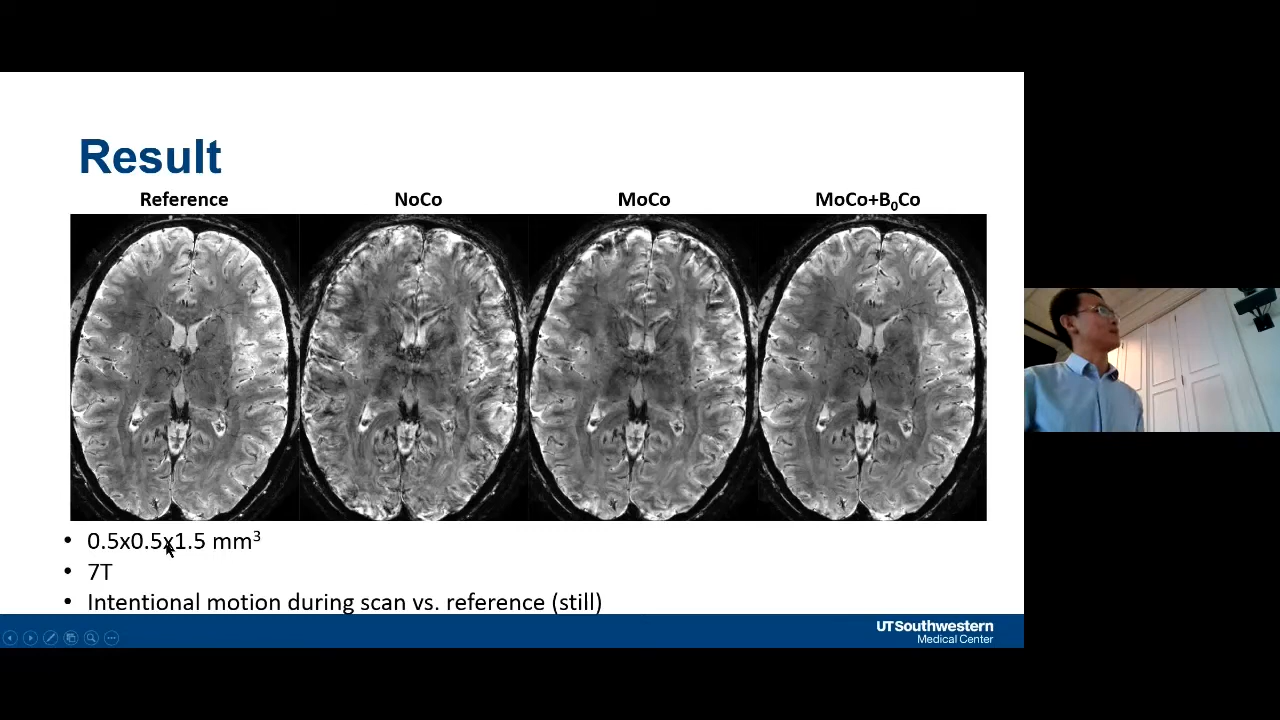 Result
Reference NoCo MoCo MoCo+B₀Co
• 0.5x0.5x1.5 mm³
• 7T
• Intentional motion during scan vs. reference (still)
UTSouthwestern
Medical Center